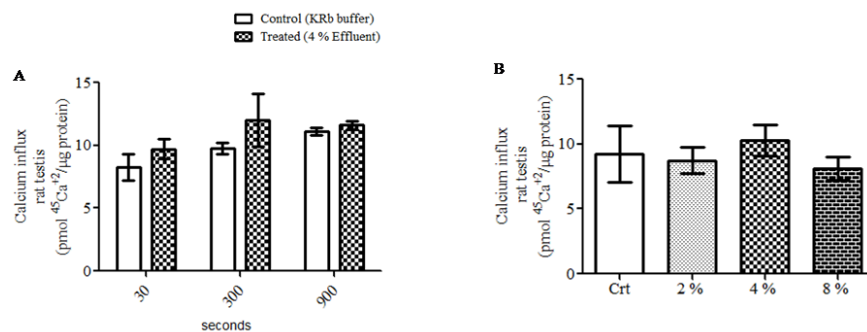 Control (KRb buffer)
Treated (4 % Effluent)
A
Calcium influx
rat testis
(pmol ⁴⁵Ca⁺²/μg protein)
15
10
5
0
30
300
900
seconds
B
Calcium influx
rat testis
(pmol ⁴⁵Ca⁺²/μg protein)
15
10
5
0
Crt
2 %
4 %
8 %